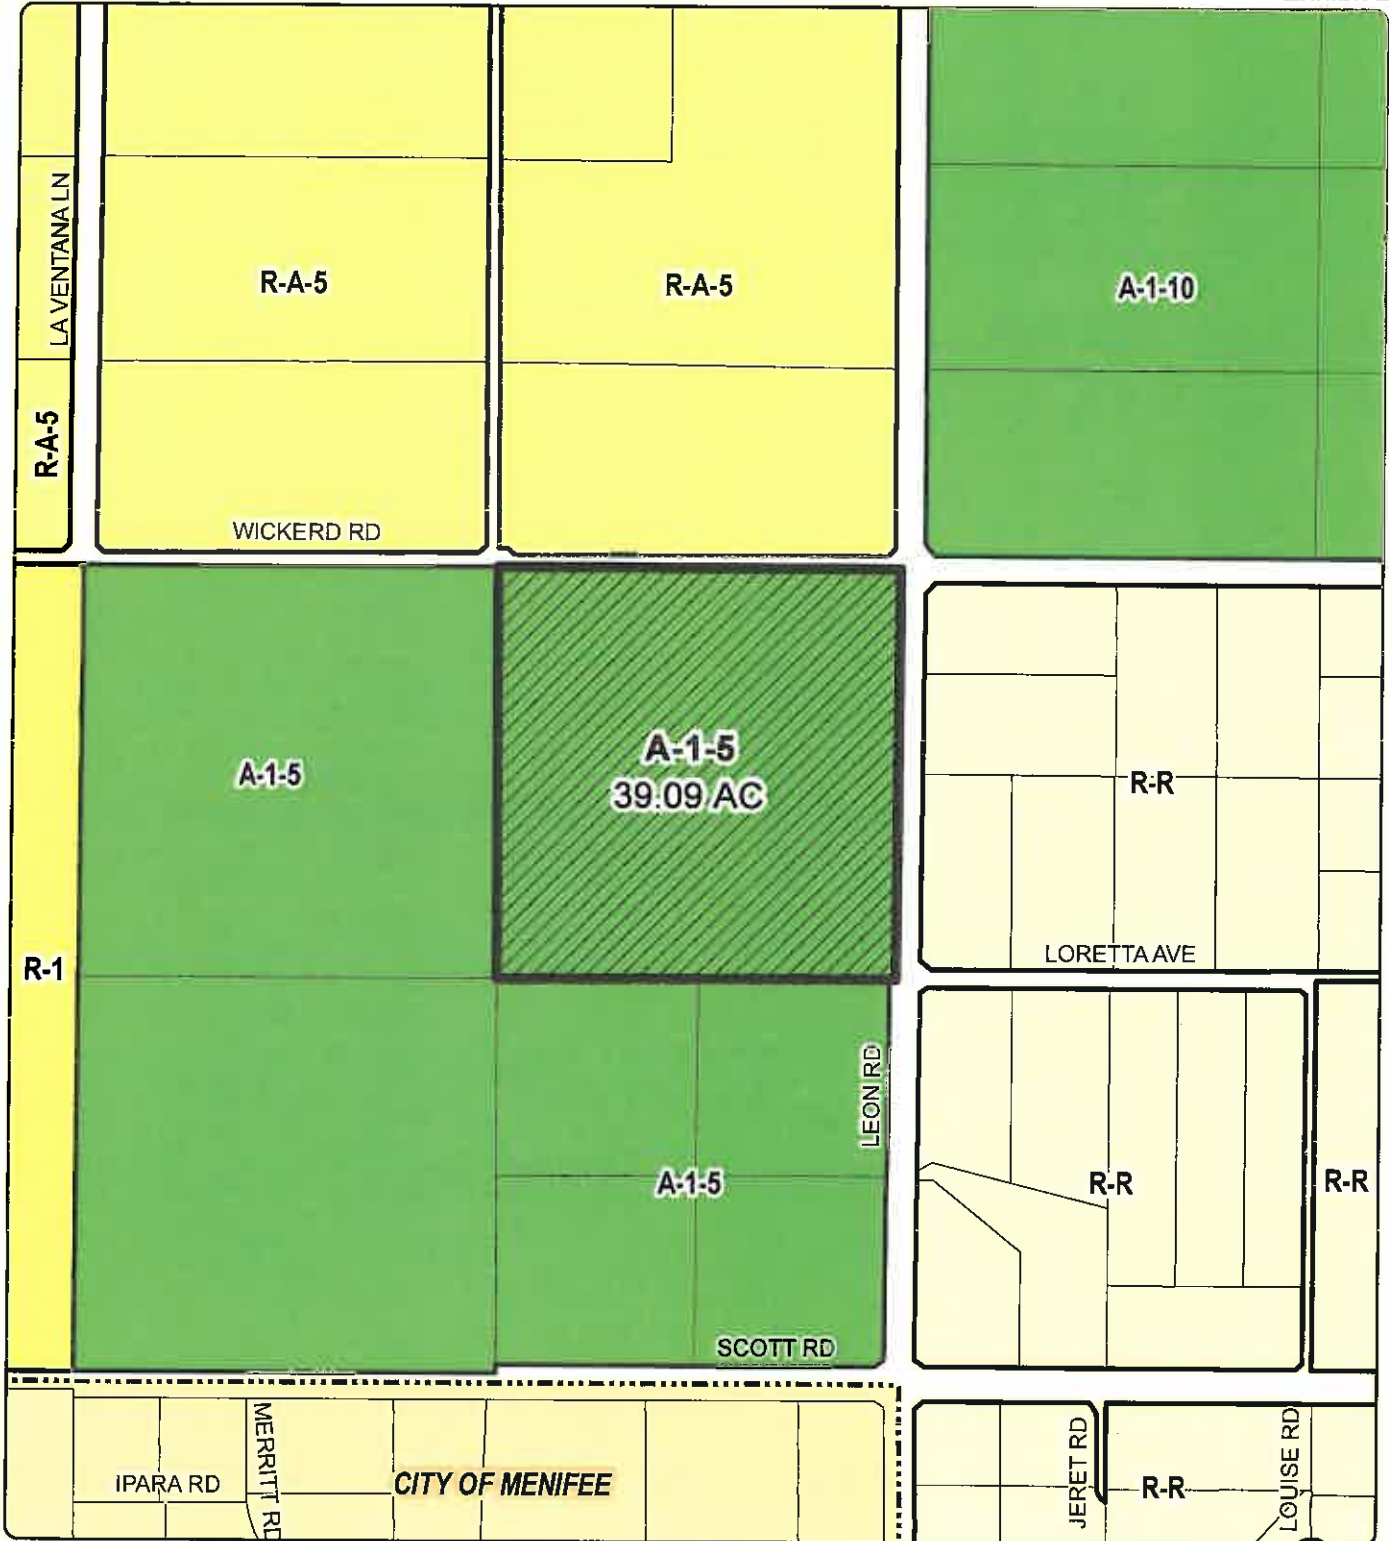 LA VENTANA LN
R-A-5
R-A-5
A-1-10
R-A-5
WICKERD RD
A-1-5
A-1-5
39.09 AC
R-R
LORETTA AVE
R-1
LEON RD
A-1-5
R-R
R-R
SCOTT RD
MERRITT RD
IPARA RD
CITY OF MENIFEE
JERET RD
R-R
LOUISE RD